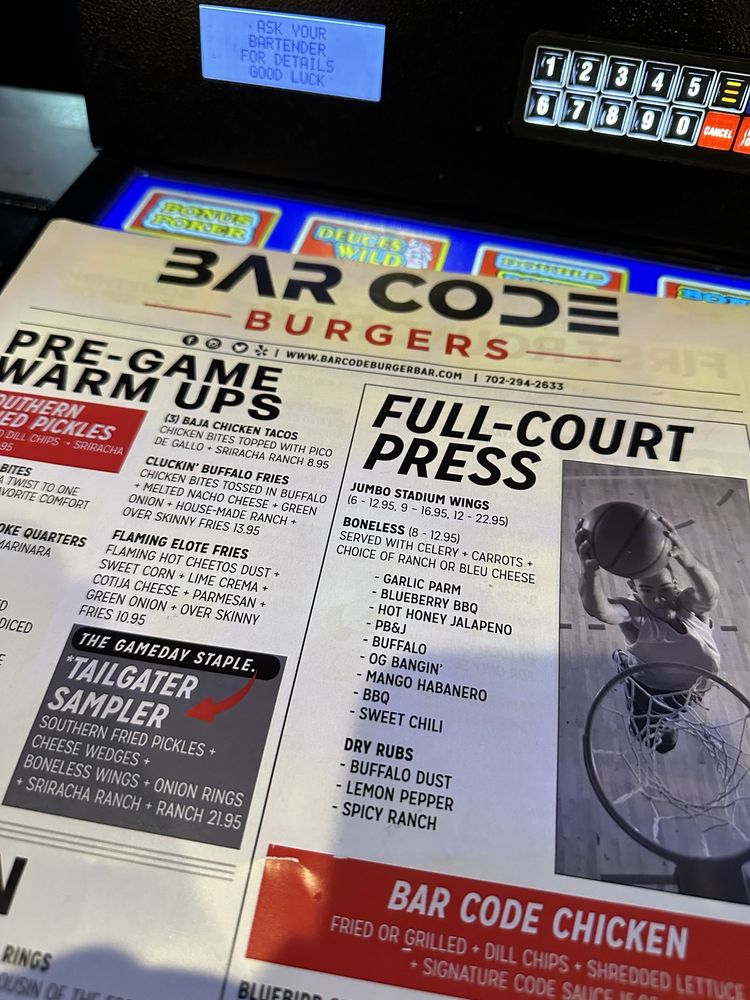 ASK YOUR
BARTENDER
FOR DETAILS
GOOD LUCK
1 2 3 4 5
6 7 8 9 0 CANCEL
BONUS
POKER
DEUCES
WILD
DOUBLE
BAR CODE
BURGERS
WWW.BARCODEBURGERBAR.COM | 702-294-2633
PRE-GAME
WARM UPS
OUTHERN
IED PICKLES
DILL CHIPS + SRIRACHA
95
BITES
A TWIST TO ONE
AVORITE COMFORT
OKE QUARTERS
MARINARA
DICED
(3) BAJA CHICKEN TACOS
CHICKEN BITES TOPPED WITH PICO
DE GALLO + SRIRACHA RANCH 8.95
CLUCKIN' BUFFALO FRIES
CHICKEN BITES TOSSED IN BUFFALO
+ MELTED NACHO CHEESE + GREEN
ONION + HOUSE-MADE RANCH +
OVER SKINNY FRIES 13.95
FLAMING ELOTE FRIES
FLAMING HOT CHEETOS DUST +
SWEET CORN + LIME CREMA +
COTIJA CHEESE + PARMESAN +
GREEN ONION + OVER SKINNY
FRIES 10.95
THE GAMEDAY STAPLE.
*TAILGATER
SAMPLER
SOUTHERN FRIED PICKLES +
CHEESE WEDGES +
BONELESS WINGS + ONION RINGS
+ SRIRACHA RANCH + RANCH 21.95
N
RINGS
OUSIN OF THE
FULL-COURT
PRESS
JUMBO STADIUM WINGS
(6 - 12.95, 9 - 16.95, 12 - 22.95)
BONELESS (8 - 12.95)
SERVED WITH CELERY + CARROTS +
CHOICE OF RANCH OR BLEU CHEESE
- GARLIC PARM
- BLUEBERRY BBQ
- HOT HONEY JALAPENO
- PB&J
- BUFFALO
- OG BANGIN'
- MANGO HABANERO
- BBQ
- SWEET CHILI
DRY RUBS
- BUFFALO DUST
- LEMON PEPPER
- SPICY RANCH
BAR CODE CHICKEN
FRIED OR GRILLED + DILL CHIPS + SHREDDED LETTUCE
+ SIGNATURE CODE SAUCE
BLUEBIRD